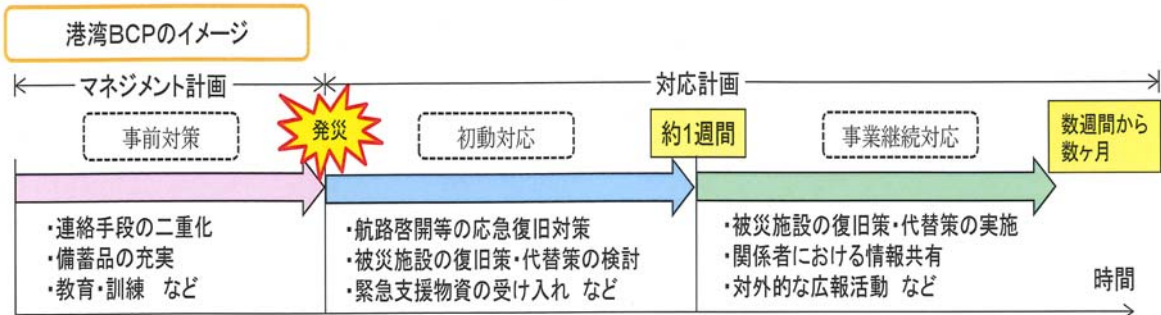 港湾BCPのイメージ
マネジメント計画
対応計画
事前対策
発災
初動対応
約1週間
事業継続対応
数週間から
数ヶ月
・連絡手段の二重化
・備蓄品の充実
・教育・訓練 など
・航路啓開等の応急復旧対策
・被災施設の復旧策・代替策の検討
・緊急支援物資の受け入れ など
・被災施設の復旧策・代替策の実施
・関係者における情報共有
・対外的な広報活動 など
時間